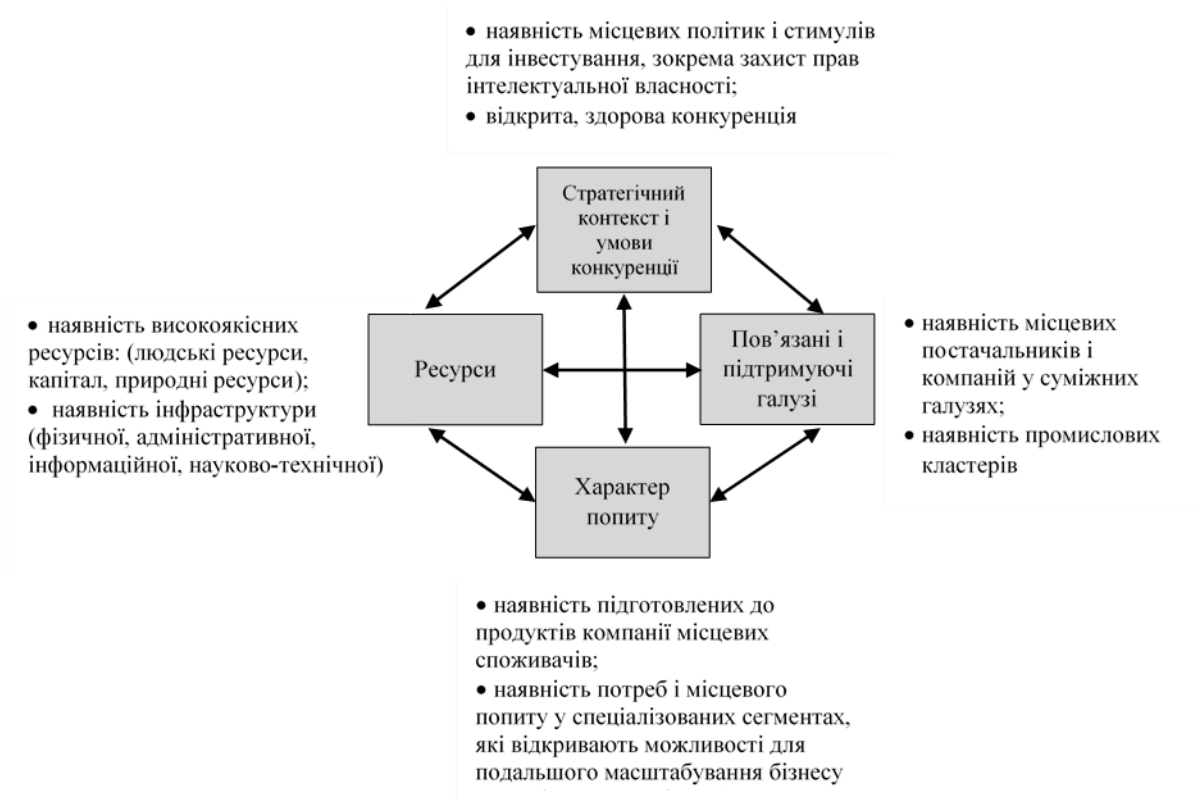 • наявність місцевих політик і стимулів
для інвестування, зокрема захист прав
інтелектуальної власності;
• відкрита, здорова конкуренція
Стратегічний
контекст і
умови
конкуренції
• наявність високоякісних
ресурсів: (людські ресурси,
капітал, природні ресурси);
• наявність інфраструктури
(фізичної, адміністративної,
інформаційної, науково-технічної)
Ресурси
Пов’язані і
підтримуючі
галузі
• наявність місцевих
постачальників і
компаній у суміжних
галузях;
• наявність промислових
кластерів
Характер
попиту
• наявність підготовлених до
продуктів компанії місцевих
споживачів;
• наявність потреб і місцевого
попиту у спеціалізованих сегментах,
які відкривають можливості для
подальшого масштабування бізнесу